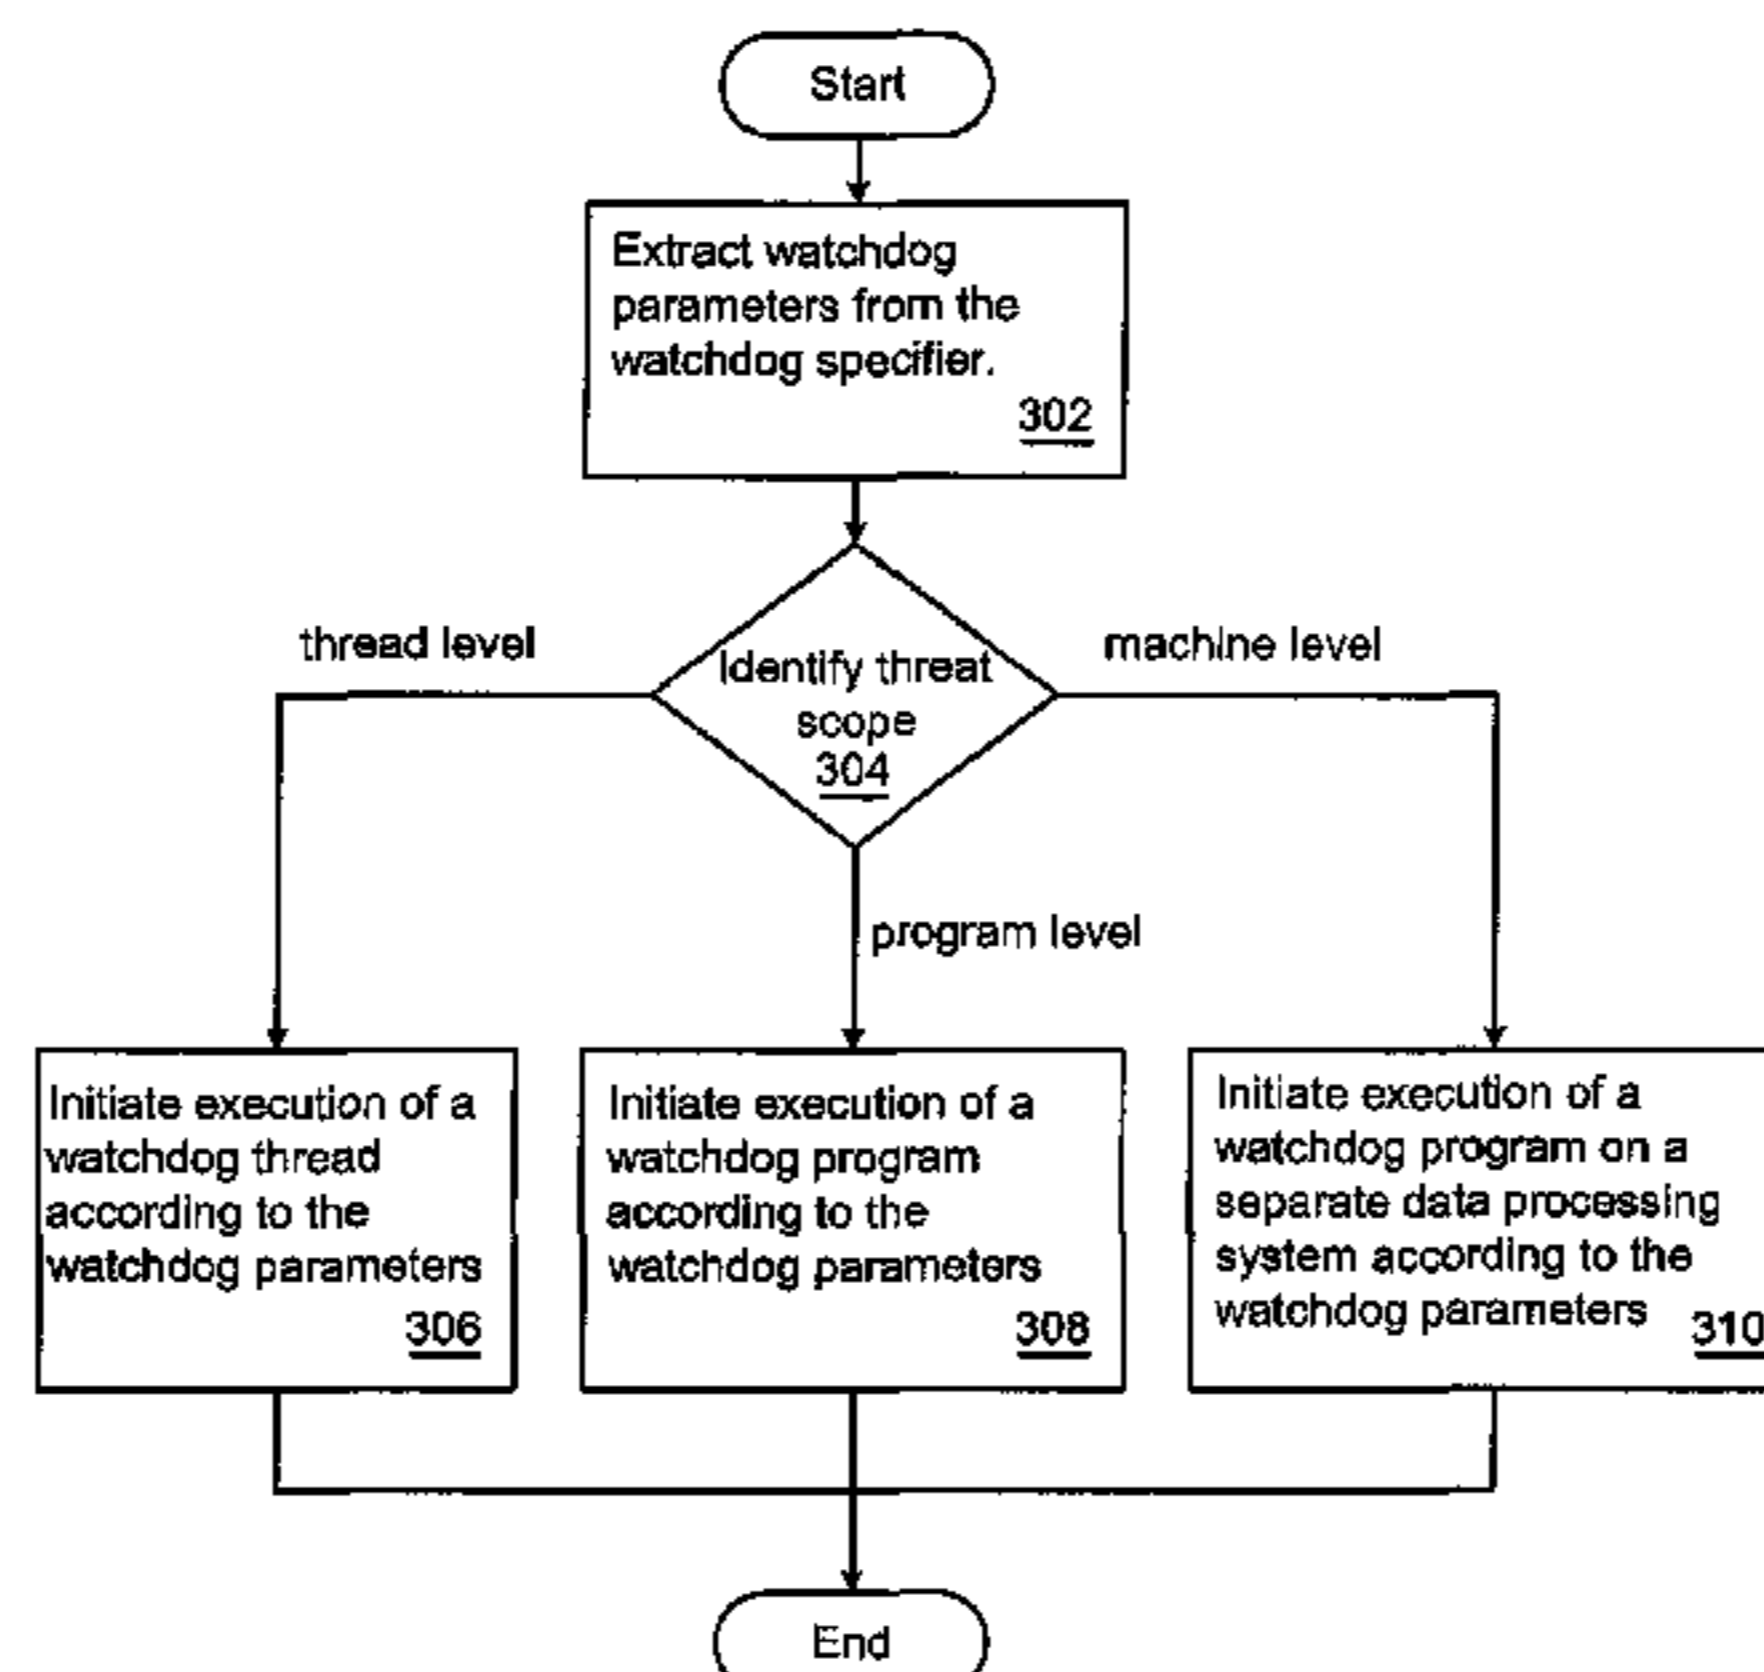 Start
Extract watchdog
parameters from the
watchdog specifier.
302
thread level
machine level
Identify threat
scope
304
program level
Initiate execution of a
watchdog thread
according to the
watchdog parameters
306
Initiate execution of a
watchdog program
according to the
watchdog parameters
308
Initiate execution of a
watchdog program on a
separate data processing
system according to the
watchdog parameters
310
End